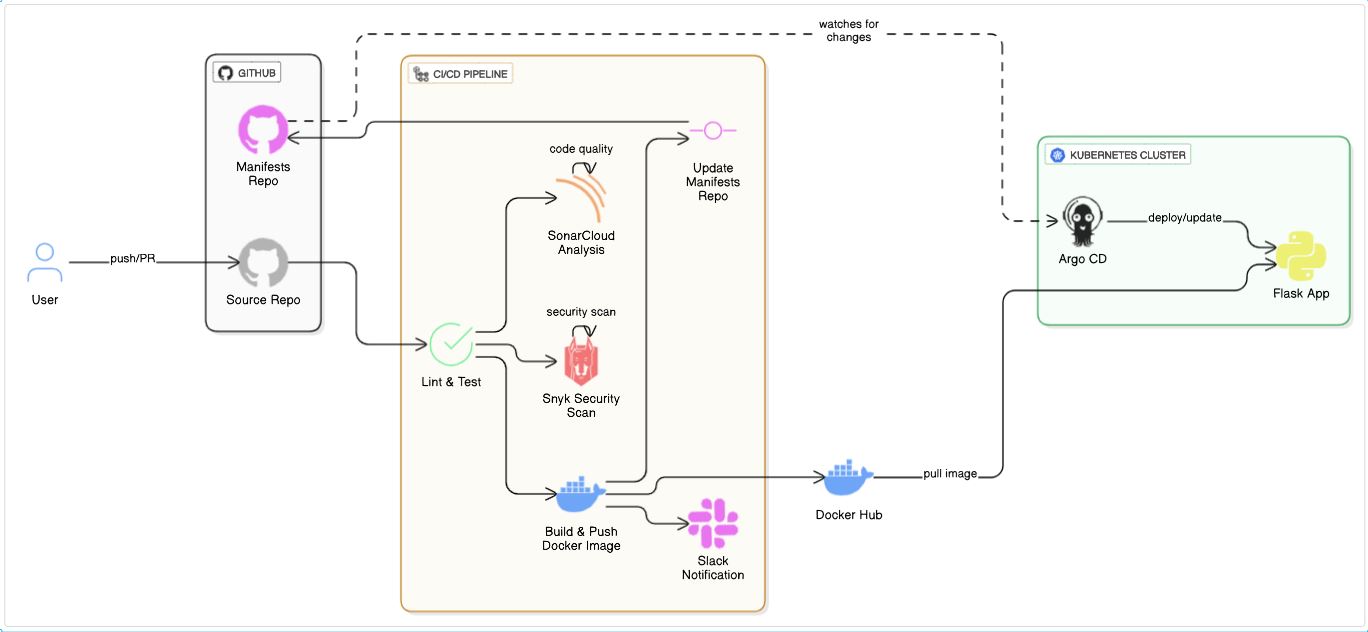 watches for
changes
GITHUB
CI/CD PIPELINE
Manifests
Repo
code quality
Update
Manifests
Repo
KUBERNETES CLUSTER
SonarCloud
Analysis
deploy/update
Argo CD
push/PR
User
Source Repo
Flask App
security scan
Lint & Test
Snyk Security
Scan
pull image
Docker Hub
Build & Push
Docker Image
Slack
Notification